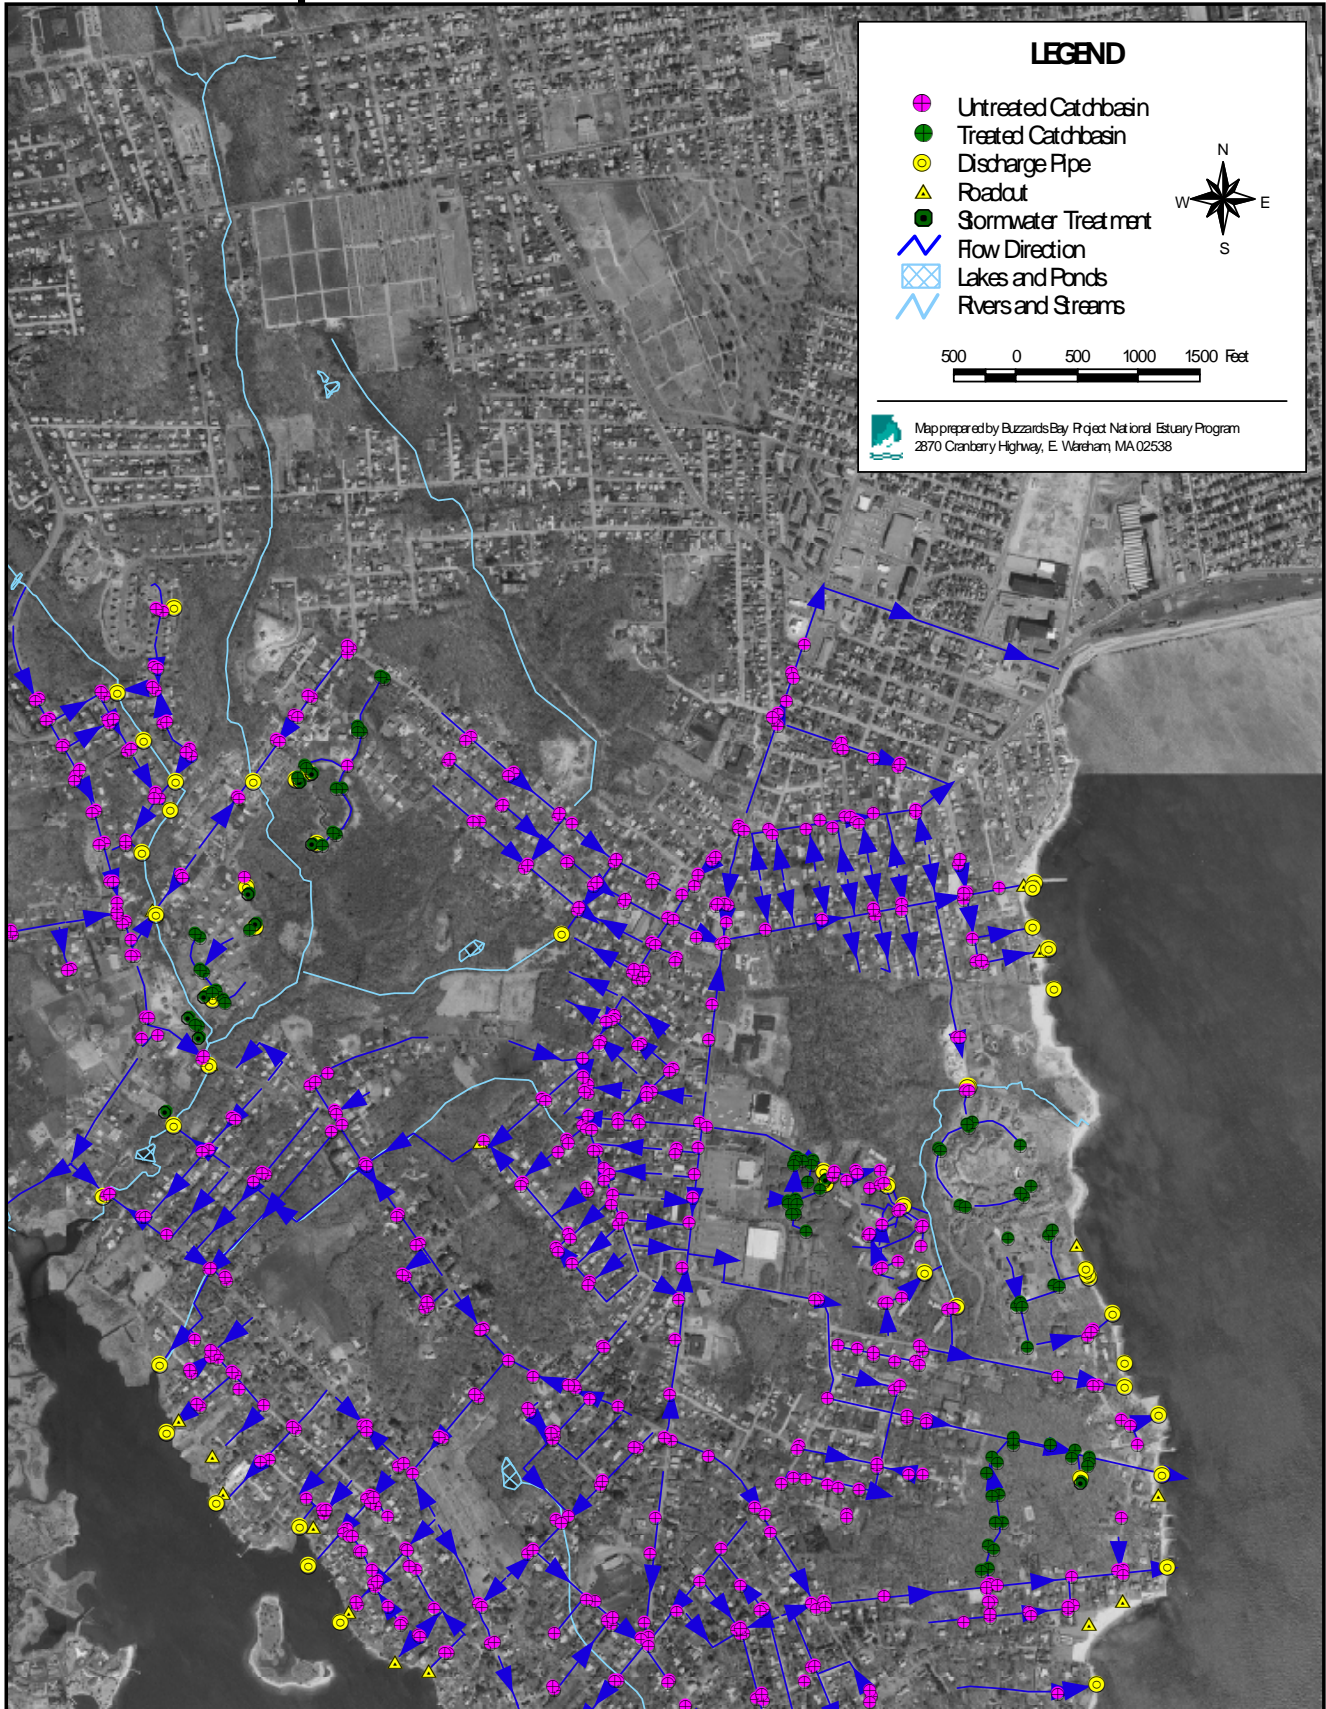 LEGEND
Untreated Catchbasin
Treated Catchbasin
Discharge Pipe
Roadcut
Stormwater Treatment
Flow Direction
Lakes and Ponds
Rivers and Streams
N
W E
S
500 0 500 1000 1500 Feet
Map prepared by Buzzards Bay Project National Estuary Program
2870 Cranberry Highway, E. Wareham, MA 02538